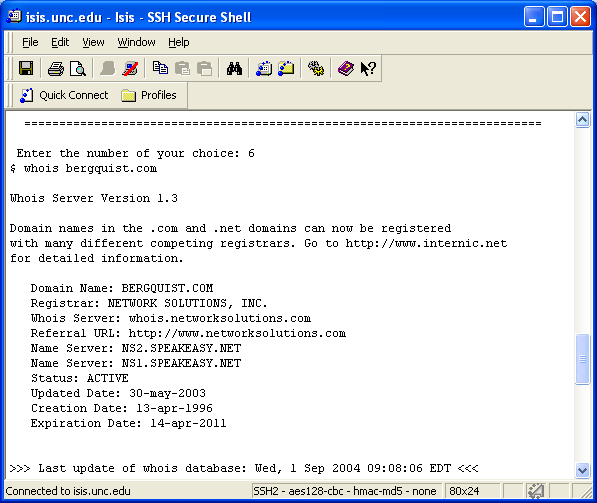 isis.unc.edu - Isis - SSH Secure Shell
File Edit View Window Help
Quick Connect Profiles
==========================================================================
Enter the number of your choice: 6
$ whois bergquist.com
Whois Server Version 1.3
Domain names in the .com and .net domains can now be registered
with many different competing registrars. Go to http://www.internic.net
for detailed information.
Domain Name: BERGQUIST.COM
Registrar: NETWORK SOLUTIONS, INC.
Whois Server: whois.networksolutions.com
Referral URL: http://www.networksolutions.com
Name Server: NS2.SPEAKEASY.NET
Name Server: NS1.SPEAKEASY.NET
Status: ACTIVE
Updated Date: 30-may-2003
Creation Date: 13-apr-1996
Expiration Date: 14-apr-2011
>>> Last update of whois database: Wed, 1 Sep 2004 09:08:06 EDT <<<
Connected to isis.unc.edu SSH2 - aes128-cbc - hmac-md5 - none 80x24